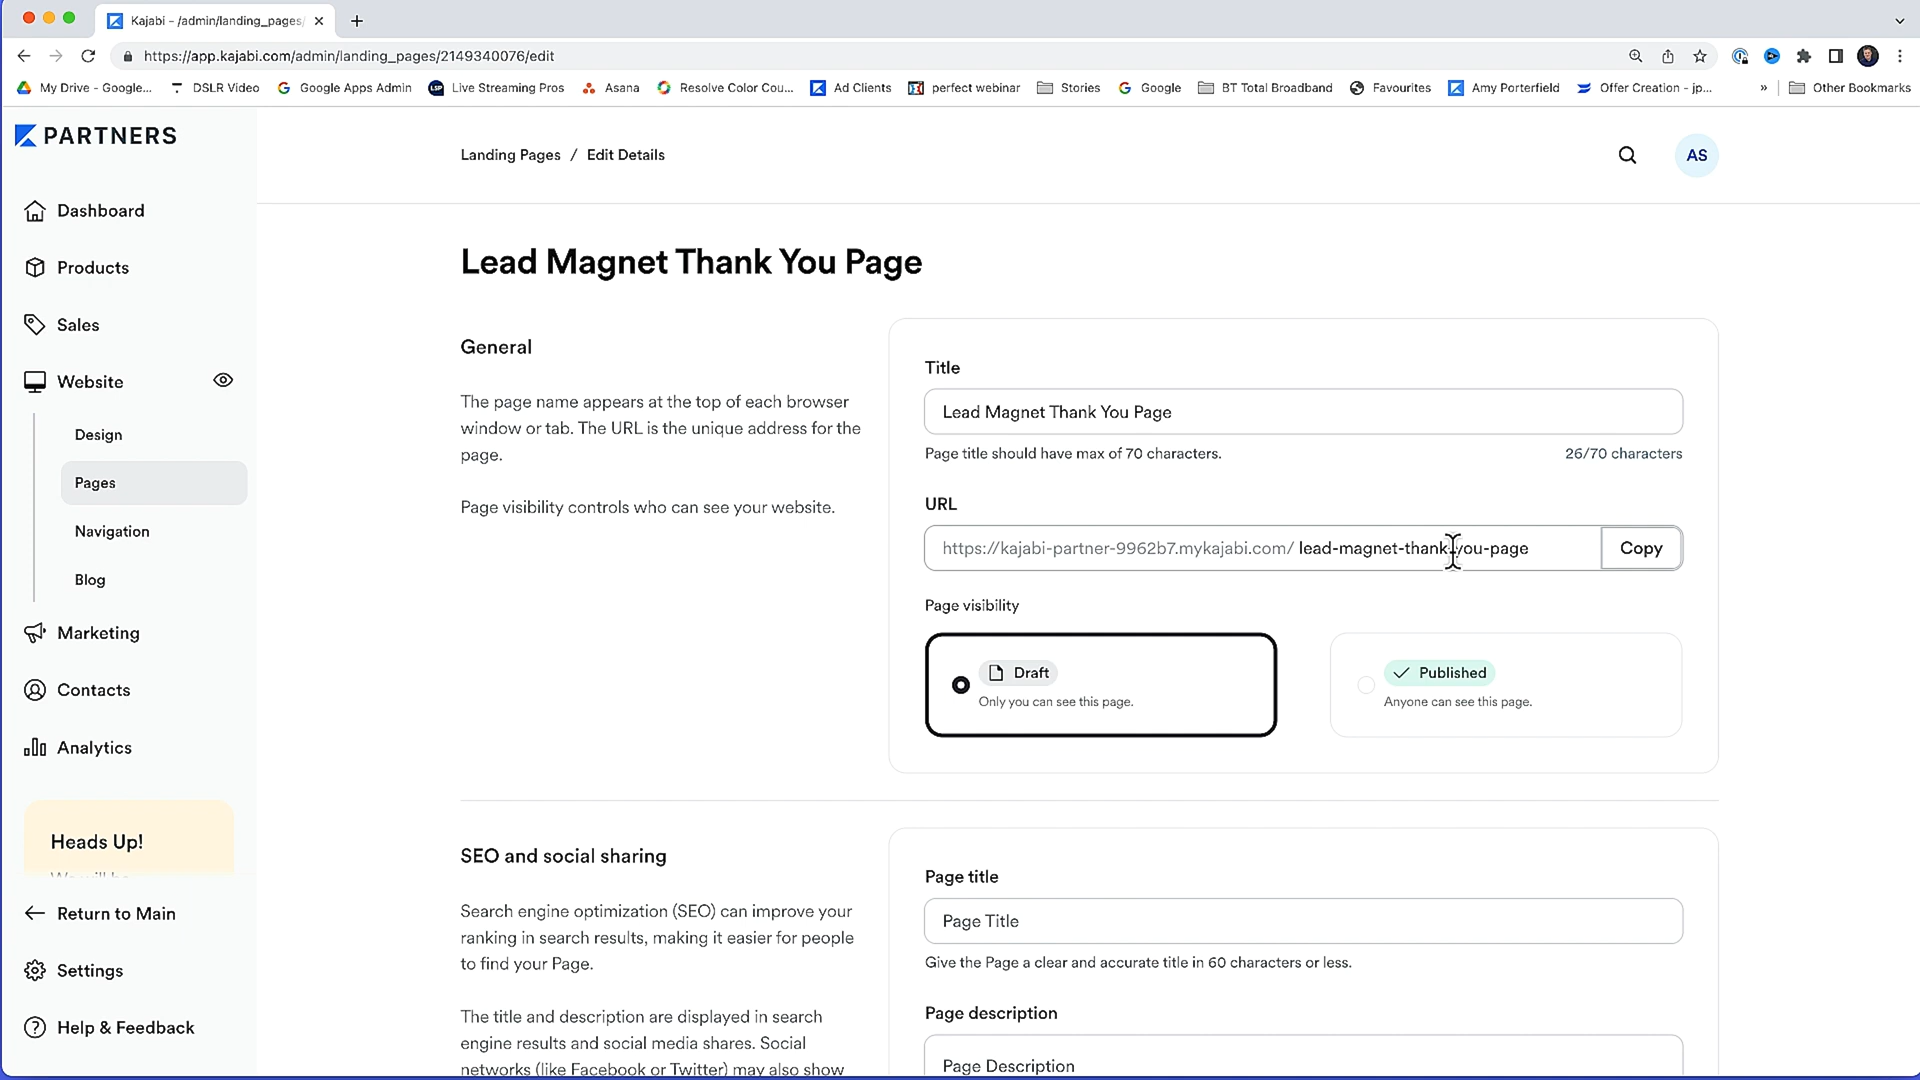 Kajabi - /admin/landing_pages/
https://app.kajabi.com/admin/landing_pages/2149340076/edit
My Drive - Google...
DSLR Video
Google Apps Admin
LSP
Live Streaming Pros
Asana
Resolve Color Cou...
Ad Clients
perfect webinar
Stories
Google
BT Total Broadband
Favourites
Amy Porterfield
Offer Creation - jp...
»
Other Bookmarks
PARTNERS
Landing Pages / Edit Details
AS
Dashboard
Products
Sales
Website
Design
Pages
Navigation
Blog
Marketing
Contacts
Analytics
Heads Up!
Return to Main
Settings
Help & Feedback
Lead Magnet Thank You Page
General
The page name appears at the top of each browser
window or tab. The URL is the unique address for the
page.
Page visibility controls who can see your website.
Title
Lead Magnet Thank You Page
Page title should have max of 70 characters.
26/70 characters
URL
https://kajabi-partner-9962b7.mykajabi.com/ lead-magnet-thank-you-page
Copy
Page visibility
Draft
Only you can see this page.
Published
Anyone can see this page.
SEO and social sharing
Search engine optimization (SEO) can improve your
ranking in search results, making it easier for people
to find your Page.
The title and description are displayed in search
engine results and social media shares. Social
networks (like Facebook or Twitter) may also show
Page title
Page Title
Give the Page a clear and accurate title in 60 characters or less.
Page description
Page Description